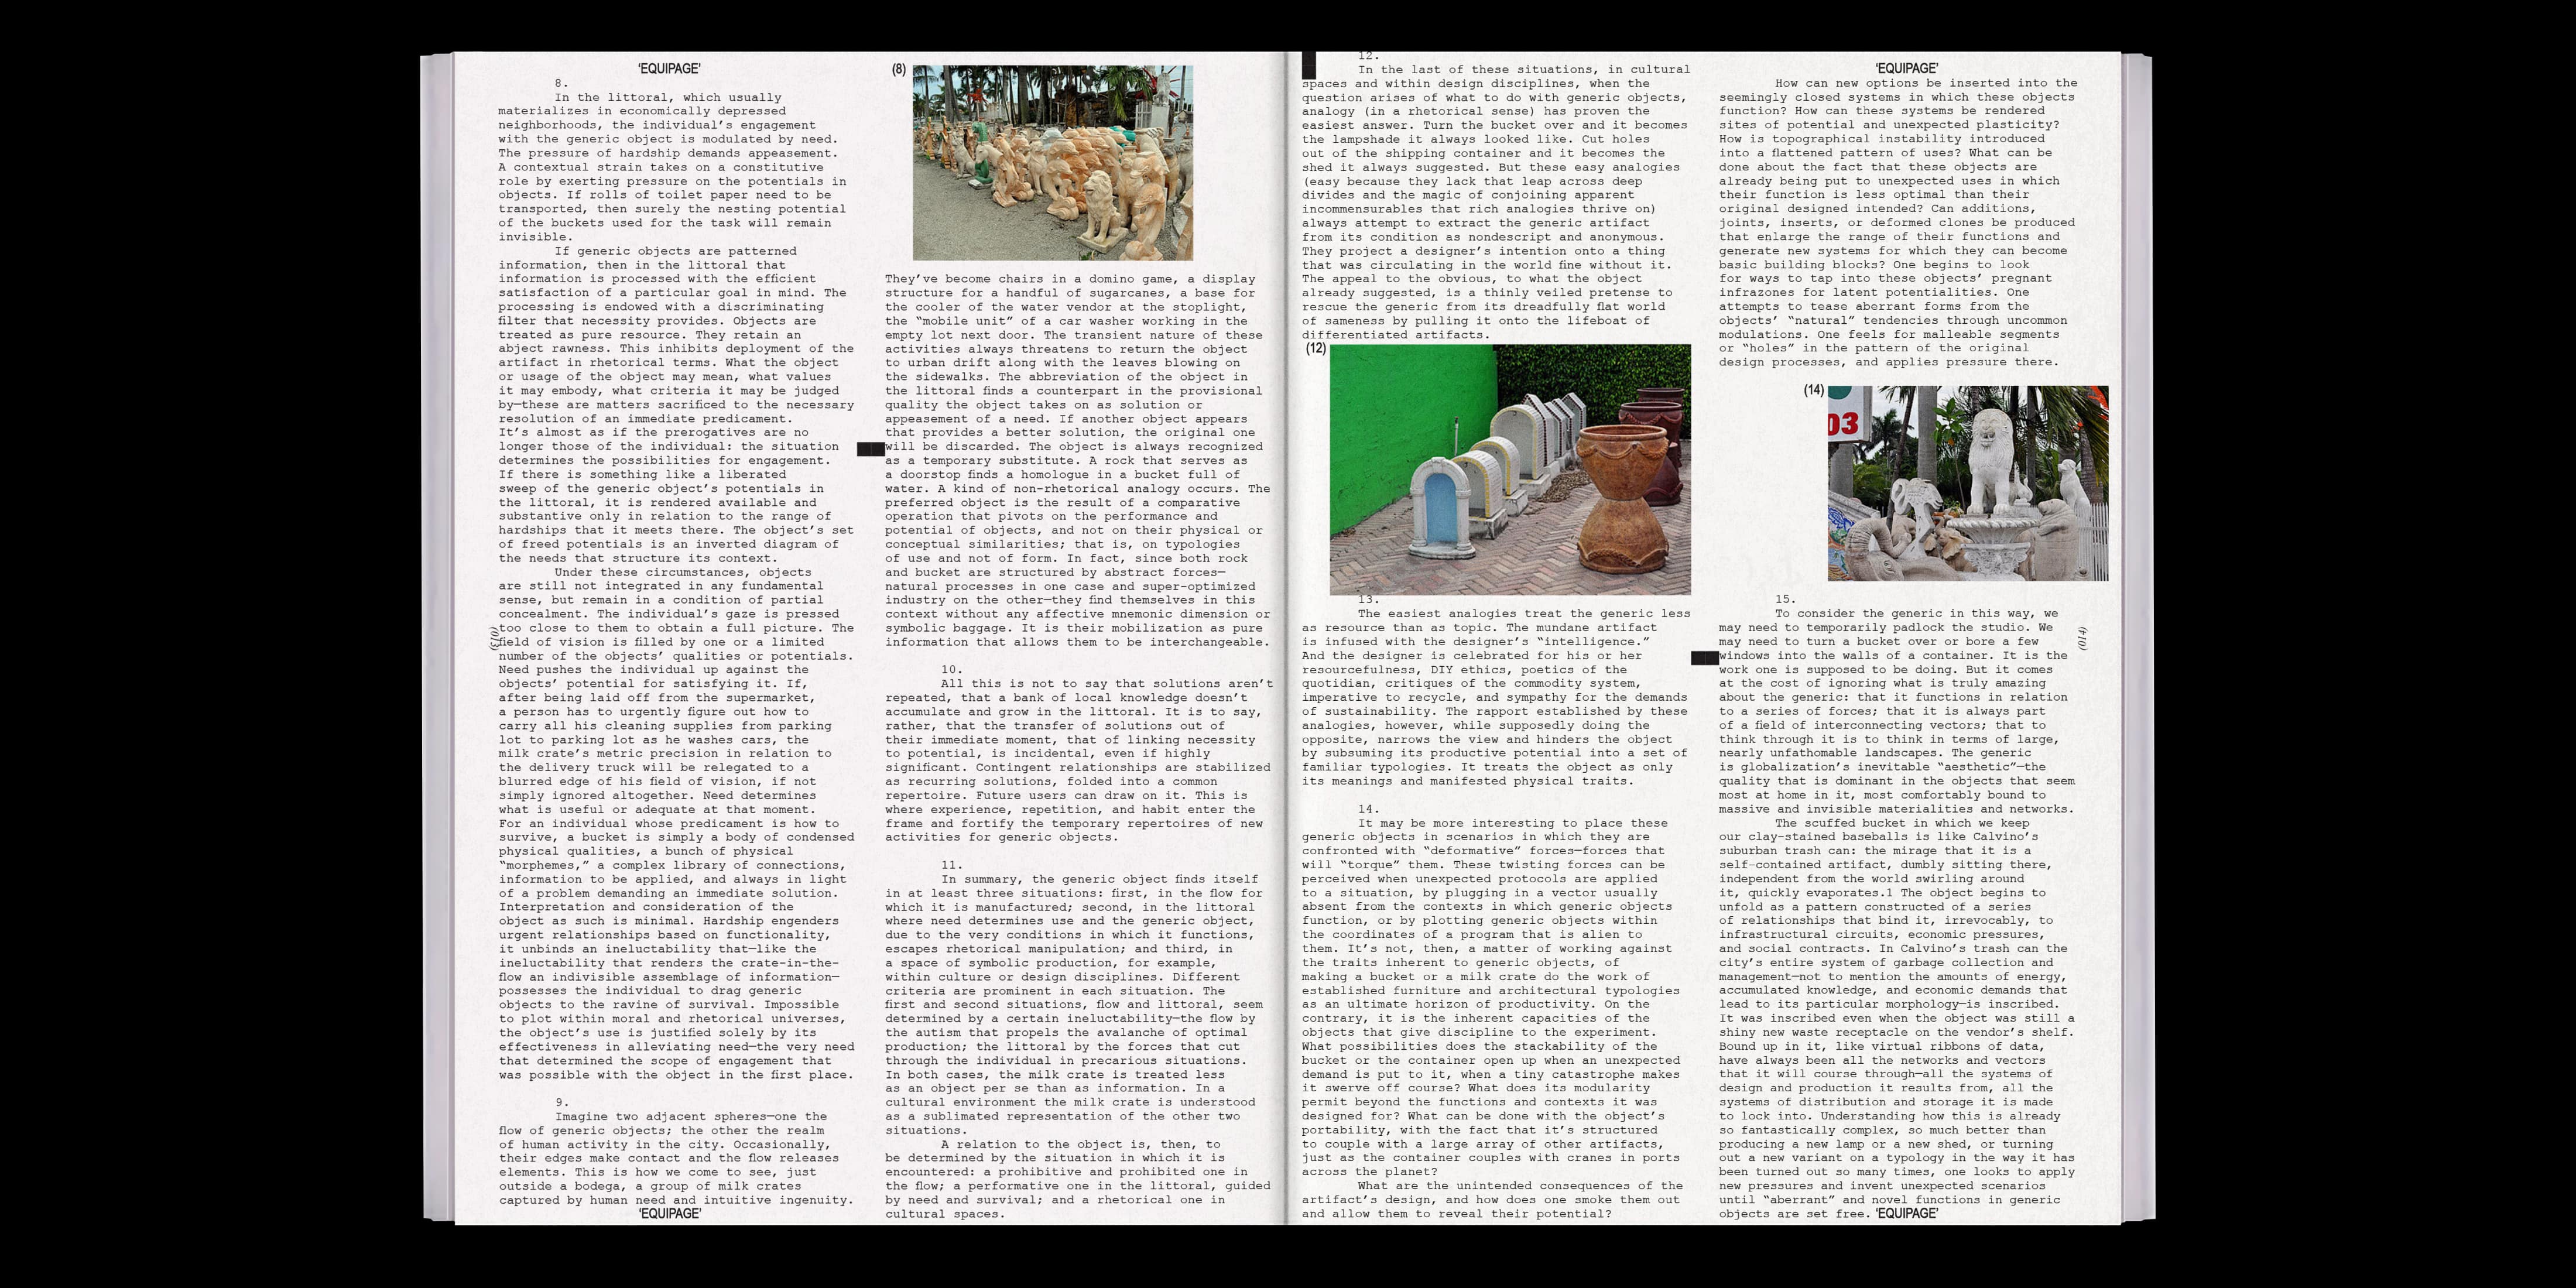 'EQUIPAGE'
8.
In the littoral, which usually
materializes in economically depressed
neighborhoods, the individual's engagement
with the generic object is modulated by need.
The pressure of hardship demands appeasement.
A contextual strain takes on a constitutive
role by exerting pressure on the potentials in
objects. If rolls of toilet paper need to be
transported, then surely the nesting potential
of the buckets used for the task will remain
invisible.
If generic objects are patterned
information, then in the littoral that
information is processed with the efficient
satisfaction of a particular goal in mind. The
processing is endowed with a discriminating
filter that necessity provides. Objects are
treated as pure resource. They retain an
abject rawness. This inhibits deployment of the
artifact in rhetorical terms. What the object
or usage of the object may mean, what values
it may embody, what criteria it may be judged
by—these are matters sacrificed to the necessary
resolution of an immediate predicament.
It's almost as if the prerogatives are no
longer those of the individual: the situation
determines the possibilities for engagement.
If there is something like a liberated
sweep of the generic object's potentials in
the littoral, it is rendered available and
substantive only in relation to the range of
hardships that it meets there. The object's set
of freed potentials is an inverted diagram of
the needs that structure its context.
Under these circumstances, objects
are still not integrated in any fundamental
sense, but remain in a condition of partial
concealment. The individual's gaze is pressed
too close to them to obtain a full picture. The
field of vision is filled by one or a limited
number of the objects' qualities or potentials.
Need pushes the individual up against the
objects' potential for satisfying it. If,
after being laid off from the supermarket,
a person has to urgently figure out how to
carry all his cleaning supplies from parking
lot to parking lot as he washes cars, the
milk crate's metric precision in relation to
the delivery truck will be relegated to a
blurred edge of his field of vision, if not
simply ignored altogether. Need determines
what is useful or adequate at that moment.
For an individual whose predicament is how to
survive, a bucket is simply a body of condensed
physical qualities, a bunch of physical
"morphemes," a complex library of connections,
information to be applied, and always in light
of a problem demanding an immediate solution.
Interpretation and consideration of the
object as such is minimal. Hardship engenders
urgent relationships based on functionality,
it unbinds an ineluctability that—like the
ineluctability that renders the crate-in-the-
flow an indivisible assemblage of information—
possesses the individual to drag generic
objects to the ravine of survival. Impossible
to plot within moral and rhetorical universes,
the object's use is justified solely by its
effectiveness in alleviating need—the very need
that determined the scope of engagement that
was possible with the object in the first place.
9.
Imagine two adjacent spheres—one the
flow of generic objects; the other the realm
of human activity in the city. Occasionally,
their edges make contact and the flow releases
elements. This is how we come to see, just
outside a bodega, a group of milk crates
captured by human need and intuitive ingenuity.
'EQUIPAGE'
(013)
(8)
They've become chairs in a domino game, a display
structure for a handful of sugarcanes, a base for
the cooler of the water vendor at the stoplight,
the "mobile unit" of a car washer working in the
empty lot next door. The transient nature of these
activities always threatens to return the object
to urban drift along with the leaves blowing on
the sidewalks. The abbreviation of the object in
the littoral finds a counterpart in the provisional
quality the object takes on as solution or
appeasement of a need. If another object appears
that provides a better solution, the original one
will be discarded. The object is always recognized
as a temporary substitute. A rock that serves as
a doorstop finds a homologue in a bucket full of
water. A kind of non-rhetorical analogy occurs. The
preferred object is the result of a comparative
operation that pivots on the performance and
potential of objects, and not on their physical or
conceptual similarities; that is, on typologies
of use and not of form. In fact, since both rock
and bucket are structured by abstract forces—
natural processes in one case and super-optimized
industry on the other—they find themselves in this
context without any affective mnemonic dimension or
symbolic baggage. It is their mobilization as pure
information that allows them to be interchangeable.
10.
All this is not to say that solutions aren't
repeated, that a bank of local knowledge doesn't
accumulate and grow in the littoral. It is to say,
rather, that the transfer of solutions out of
their immediate moment, that of linking necessity
to potential, is incidental, even if highly
significant. Contingent relationships are stabilized
as recurring solutions, folded into a common
repertoire. Future users can draw on it. This is
where experience, repetition, and habit enter the
frame and fortify the temporary repertoires of new
activities for generic objects.
11.
In summary, the generic object finds itself
in at least three situations: first, in the flow for
which it is manufactured; second, in the littoral
where need determines use and the generic object,
due to the very conditions in which it functions,
escapes rhetorical manipulation; and third, in
a space of symbolic production, for example,
within culture or design disciplines. Different
criteria are prominent in each situation. The
first and second situations, flow and littoral, seem
determined by a certain ineluctability—the flow by
the autism that propels the avalanche of optimal
production; the littoral by the forces that cut
through the individual in precarious situations.
In both cases, the milk crate is treated less
as an object per se than as information. In a
cultural environment the milk crate is understood
as a sublimated representation of the other two
situations.
A relation to the object is, then, to
be determined by the situation in which it is
encountered: a prohibitive and prohibited one in
the flow; a performative one in the littoral, guided
by need and survival; and a rhetorical one in
cultural spaces.
12.
In the last of these situations, in cultural
spaces and within design disciplines, when the
question arises of what to do with generic objects,
analogy (in a rhetorical sense) has proven the
easiest answer. Turn the bucket over and it becomes
the lampshade it always looked like. Cut holes
out of the shipping container and it becomes the
shed it always suggested. But these easy analogies
(easy because they lack that leap across deep
divides and the magic of conjoining apparent
incommensurables that rich analogies thrive on)
always attempt to extract the generic artifact
from its condition as nondescript and anonymous.
They project a designer's intention onto a thing
that was circulating in the world fine without it.
The appeal to the obvious, to what the object
already suggested, is a thinly veiled pretense to
rescue the generic from its dreadfully flat world
of sameness by pulling it onto the lifeboat of
differentiated artifacts.
(12)
13.
The easiest analogies treat the generic less
as resource than as topic. The mundane artifact
is infused with the designer's "intelligence."
And the designer is celebrated for his or her
resourcefulness, DIY ethics, poetics of the
quotidian, critiques of the commodity system,
imperative to recycle, and sympathy for the demands
of sustainability. The rapport established by these
analogies, however, while supposedly doing the
opposite, narrows the view and hinders the object
by subsuming its productive potential into a set of
familiar typologies. It treats the object as only
its meanings and manifested physical traits.
14.
It may be more interesting to place these
generic objects in scenarios in which they are
confronted with "deformative" forces—forces that
will "torque" them. These twisting forces can be
perceived when unexpected protocols are applied
to a situation, by plugging in a vector usually
absent from the contexts in which generic objects
function, or by plotting generic objects within
the coordinates of a program that is alien to
them. It's not, then, a matter of working against
the traits inherent to generic objects, of
making a bucket or a milk crate do the work of
established furniture and architectural typologies
as an ultimate horizon of productivity. On the
contrary, it is the inherent capacities of the
objects that give discipline to the experiment.
What possibilities does the stackability of the
bucket or the container open up when an unexpected
demand is put to it, when a tiny catastrophe makes
it swerve off course? What does its modularity
permit beyond the functions and contexts it was
designed for? What can be done with the object's
portability, with the fact that it's structured
to couple with a large array of other artifacts,
just as the container couples with cranes in ports
across the planet?
What are the unintended consequences of the
artifact's design, and how does one smoke them out
and allow them to reveal their potential?
'EQUIPAGE'
How can new options be inserted into the
seemingly closed systems in which these objects
function? How can these systems be rendered
sites of potential and unexpected plasticity?
How is topographical instability introduced
into a flattened pattern of uses? What can be
done about the fact that these objects are
already being put to unexpected uses in which
their function is less optimal than their
original designed intended? Can additions,
joints, inserts, or deformed clones be produced
that enlarge the range of their functions and
generate new systems for which they can become
basic building blocks? One begins to look
for ways to tap into these objects' pregnant
infrazones for latent potentialities. One
attempts to tease aberrant forms from the
objects' "natural" tendencies through uncommon
modulations. One feels for malleable segments
or "holes" in the pattern of the original
design processes, and applies pressure there.
(14)
03
15.
To consider the generic in this way, we
may need to temporarily padlock the studio. We
may need to turn a bucket over or bore a few
windows into the walls of a container. It is the
work one is supposed to be doing. But it comes
at the cost of ignoring what is truly amazing
about the generic: that it functions in relation
to a series of forces; that it is always part
of a field of interconnecting vectors; that to
think through it is to think in terms of large,
nearly unfathomable landscapes. The generic
is globalization's inevitable "aesthetic"—the
quality that is dominant in the objects that seem
most at home in it, most comfortably bound to
massive and invisible materialities and networks.
The scuffed bucket in which we keep
our clay-stained baseballs is like Calvino's
suburban trash can: the mirage that it is a
self-contained artifact, dumbly sitting there,
independent from the world swirling around
it, quickly evaporates.1 The object begins to
unfold as a pattern constructed of a series
of relationships that bind it, irrevocably, to
infrastructural circuits, economic pressures,
and social contracts. In Calvino's trash can the
city's entire system of garbage collection and
management—not to mention the amounts of energy,
accumulated knowledge, and economic demands that
lead to its particular morphology—is inscribed.
It was inscribed even when the object was still a
shiny new waste receptacle on the vendor's shelf.
Bound up in it, like virtual ribbons of data,
have always been all the networks and vectors
that it will course through—all the systems of
design and production it results from, all the
systems of distribution and storage it is made
to lock into. Understanding how this is already
so fantastically complex, so much better than
producing a new lamp or a new shed, or turning
out a new variant on a typology in the way it has
been turned out so many times, one looks to apply
new pressures and invent unexpected scenarios
until "aberrant" and novel functions in generic
objects are set free. 'EQUIPAGE'
(014)